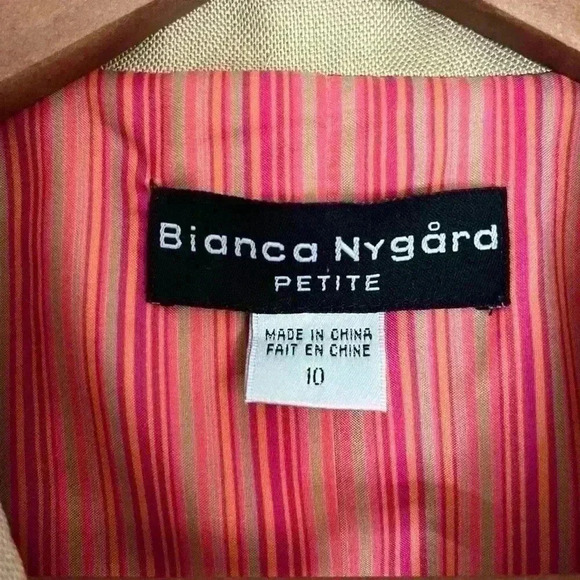 Bianca Nygård
PETITE
MADE IN CHINA
FAIT EN CHINE
10